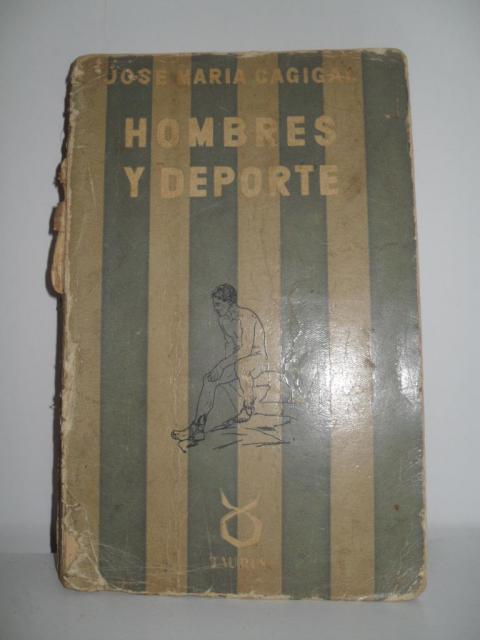 JOSE MARIA CAGIGAL
HOMBRES
Y DEPORTE
TAURUS